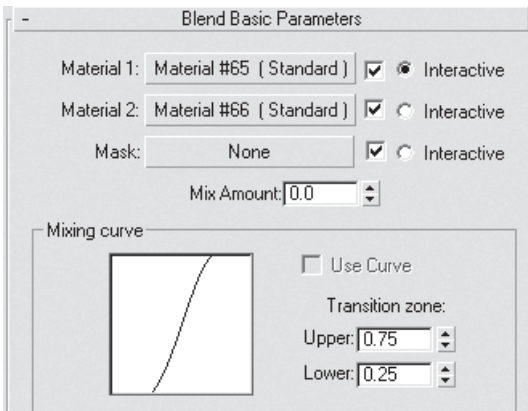 - Blend Basic Parameters
Material 1: Material #65 ( Standard ) Interactive
Material 2: Material #66 ( Standard ) Interactive
Mask: None Interactive
Mix Amount: 0.0
Mixing curve
Use Curve
Transition zone:
Upper: 0.75
Lower: 0.25